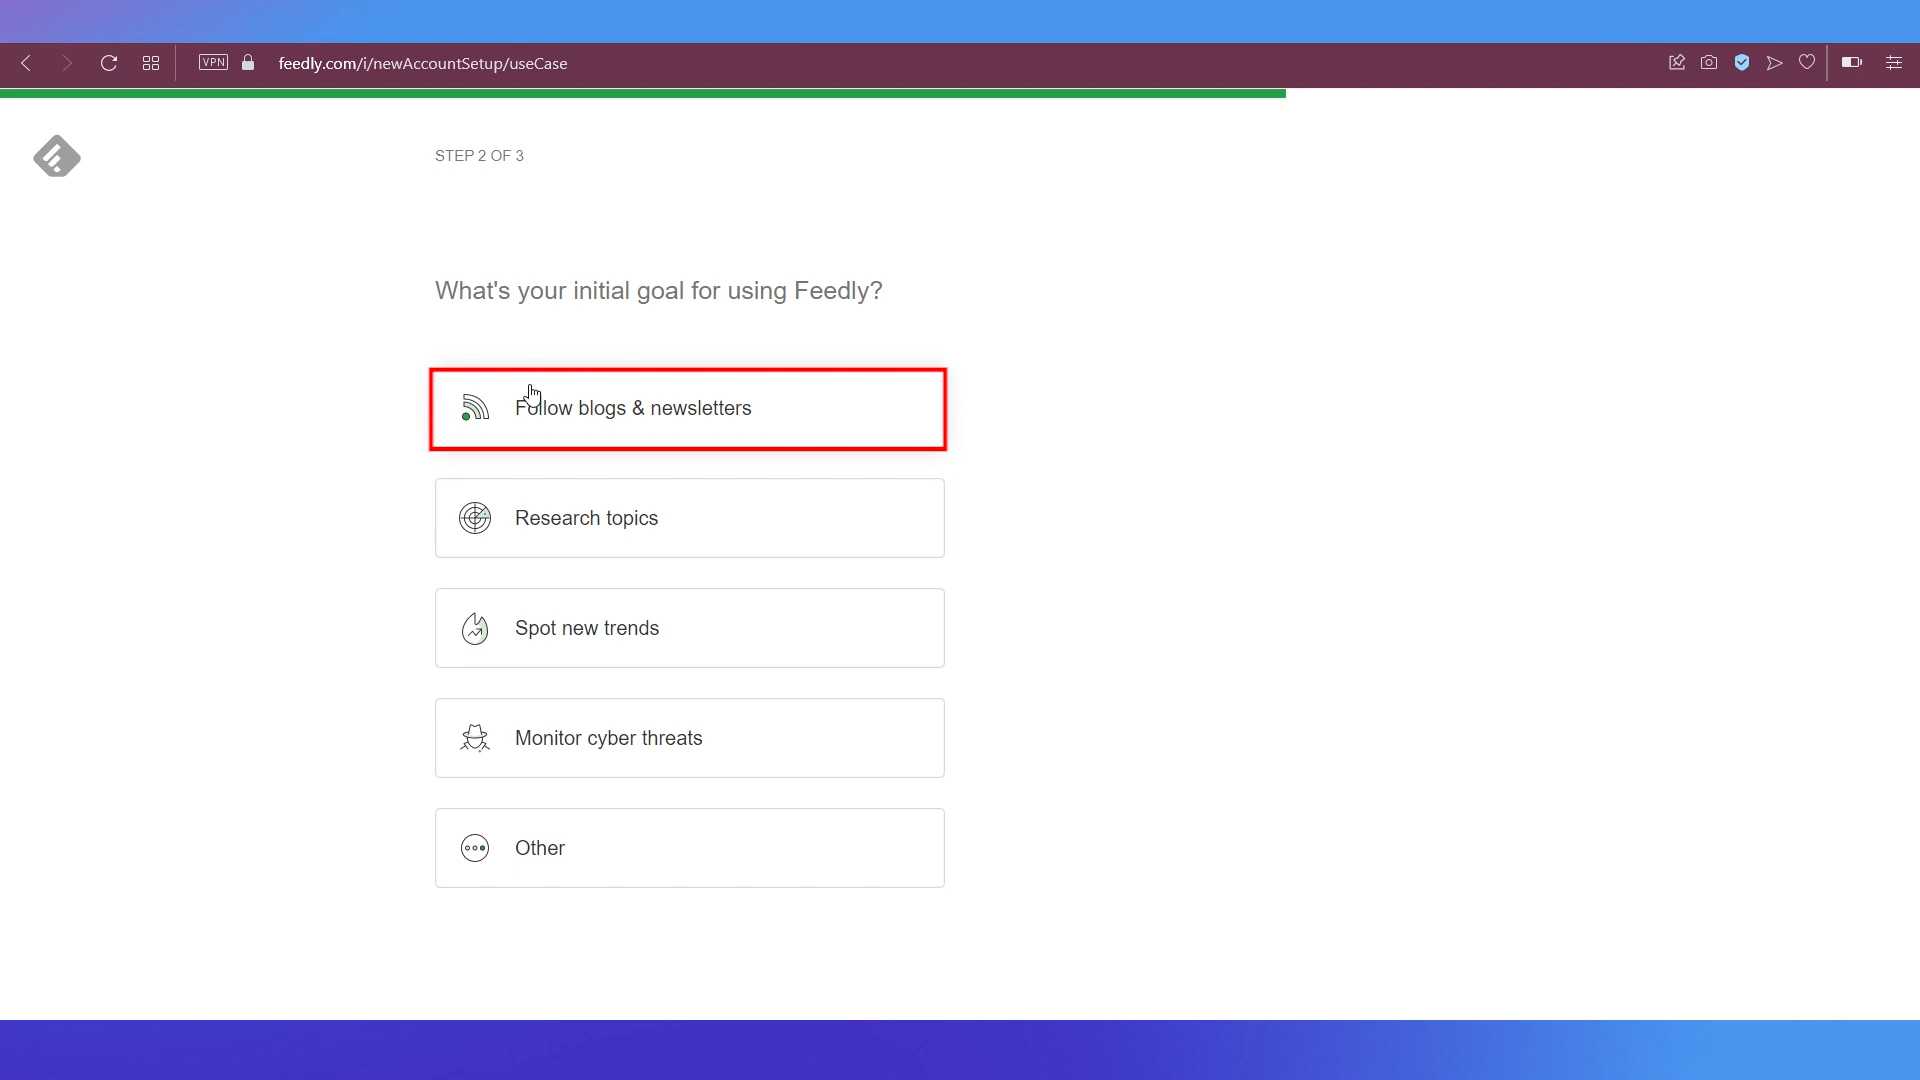 VPN
feedly.com/i/newAccountSetup/useCase
STEP 2 OF 3
What's your initial goal for using Feedly?
Follow blogs & newsletters
Research topics
Spot new trends
Monitor cyber threats
Other